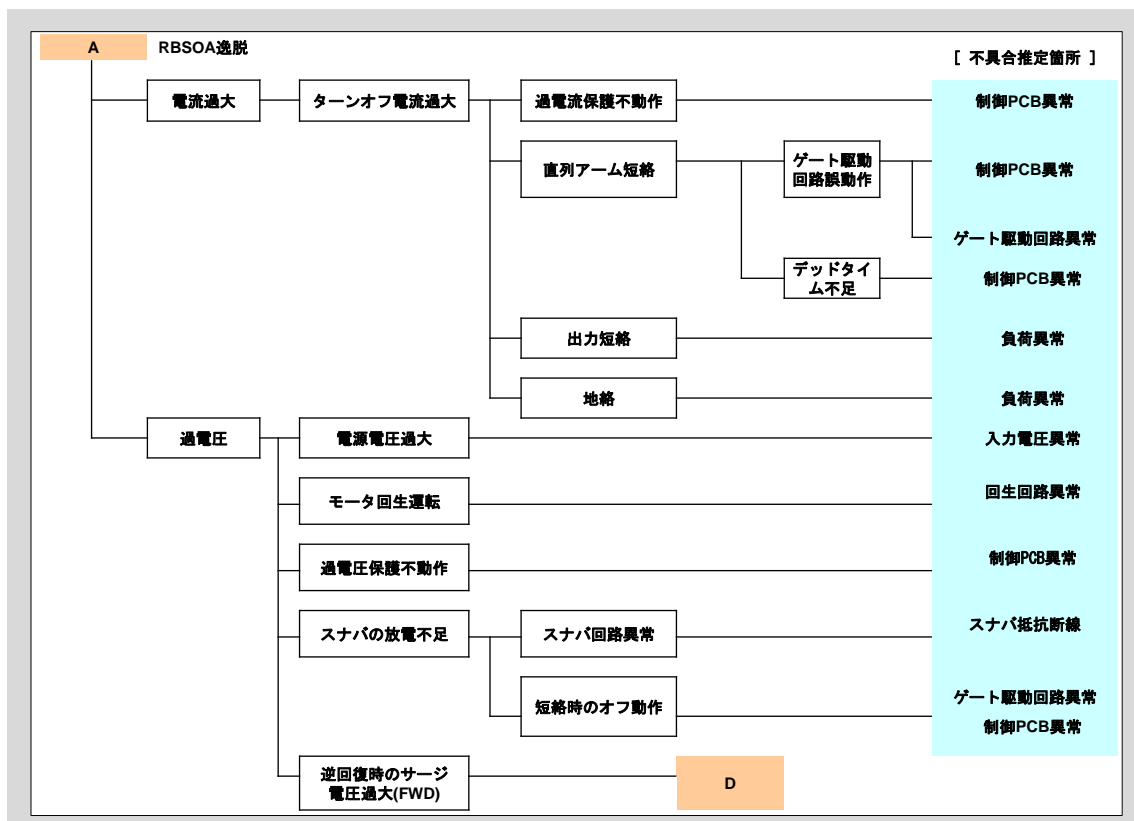 A RBSOA逸脱
[ 不具合推定箇所 ]
電流過大 ターンオフ電流過大 過電流保護不動作 制御PCB異常
直列アーム短絡 ゲート駆動 制御PCB異常
回路誤動作
ゲート駆動回路異常
デッドタイ 制御PCB異常
ム不足
出力短絡 負荷異常
地絡 負荷異常
過電圧 電源電圧過大 入力電圧異常
モータ回生運転 回生回路異常
過電圧保護不動作 制御PCB異常
スナバの放電不足 スナバ回路異常 スナバ抵抗断線
短絡時のオフ動作 ゲート駆動回路異常
制御PCB異常
逆回復時のサージ D
電圧過大(FWD)